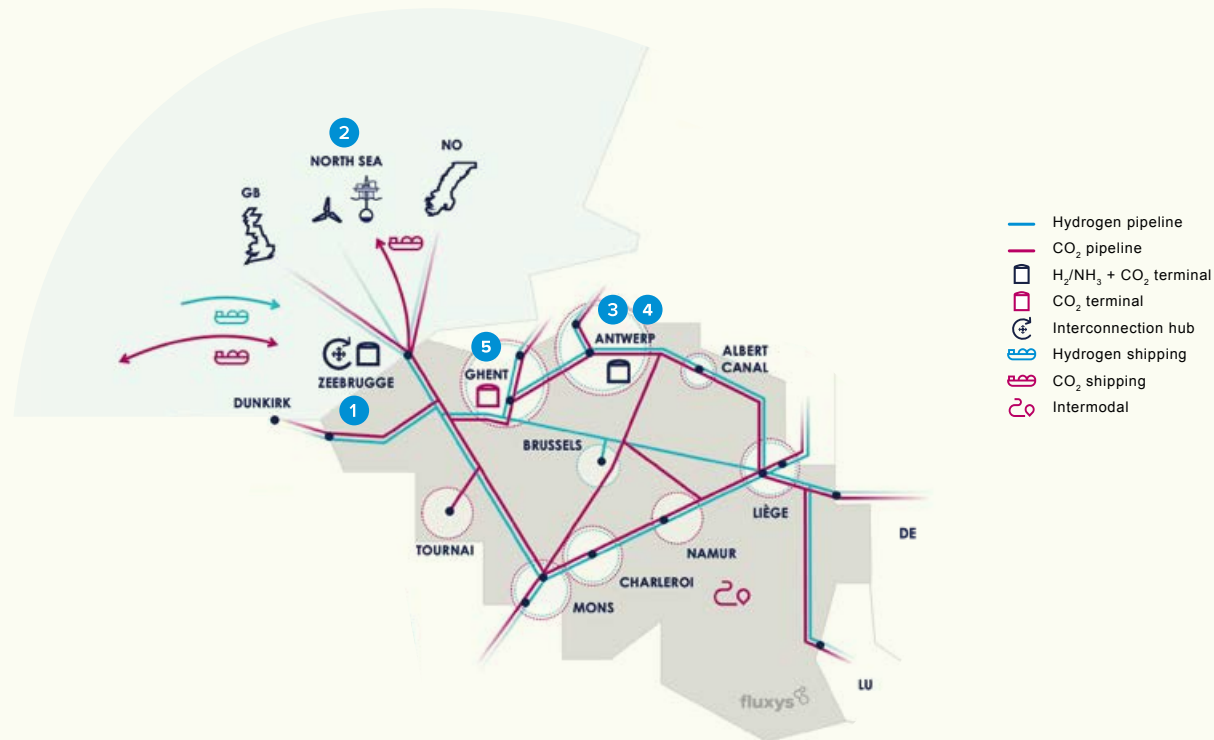 2
NORTH SEA
NO
GB
ZEEBRUGGE
DUNKIRK
1
3
4
ANTWERP
5
GHENT
ALBERT
CANAL
BRUSSELS
TOURNAI
LIÈGE
DE
NAMUR
CHARLEROI
MONS
LU
fluxys
Hydrogen pipeline
CO₂ pipeline
H₂/NH₃ + CO₂ terminal
CO₂ terminal
Interconnection hub
Hydrogen shipping
CO₂ shipping
Intermodal